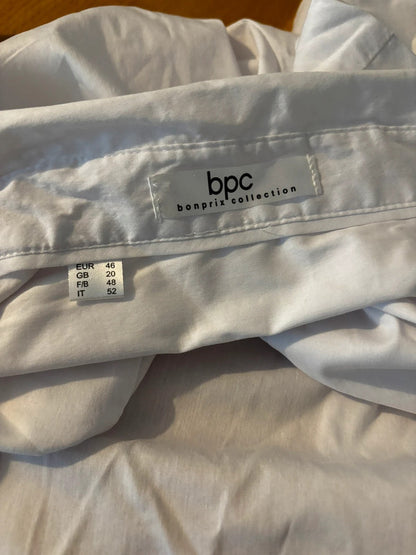 bpc
bonprix collection
EUR 46
GB 20
F/B 48
IT 52